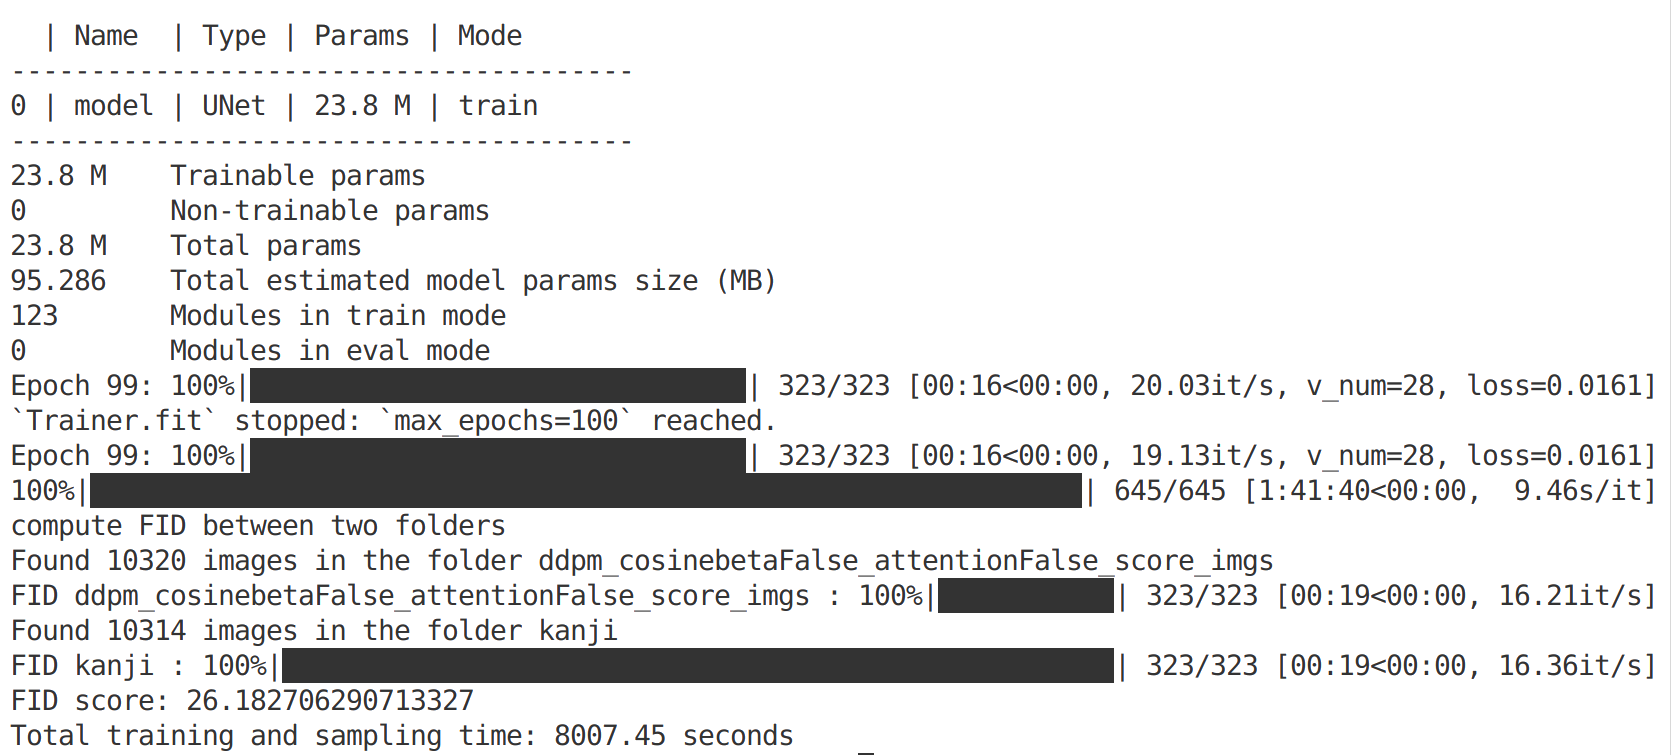 | Name  | Type | Params | Mode
---------------------------------------
0 | model | UNet | 23.8 M | train
---------------------------------------
23.8 M    Trainable params
0         Non-trainable params
23.8 M    Total params
95.286    Total estimated model params size (MB)
123       Modules in train mode
0         Modules in eval mode
Epoch 99: 100%|███████████████████████████████| 323/323 [00:16<00:00, 20.03it/s, v_num=28, loss=0.0161]
`Trainer.fit` stopped: `max_epochs=100` reached.
Epoch 99: 100%|███████████████████████████████| 323/323 [00:16<00:00, 19.13it/s, v_num=28, loss=0.0161]
100%|██████████████████████████████████████████████████████████████| 645/645 [1:41:40<00:00,  9.46s/it]
compute FID between two folders
Found 10320 images in the folder ddpm_cosinebetaFalse_attentionFalse_score_imgs
FID ddpm_cosinebetaFalse_attentionFalse_score_imgs : 100%|███████████| 323/323 [00:19<00:00, 16.21it/s]
Found 10314 images in the folder kanji
FID kanji : 100%|████████████████████████████████████████████████████| 323/323 [00:19<00:00, 16.36it/s]
FID score: 26.182706290713327
Total training and sampling time: 8007.45 seconds